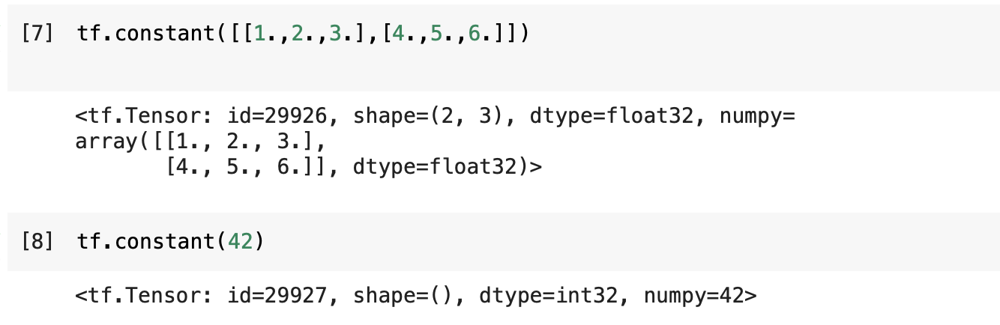 [7] tf.constant([[1.,2.,3.],[4.,5.,6.]])
<tf.Tensor: id=29926, shape=(2, 3), dtype=float32, numpy=
array([[1., 2., 3.],
       [4., 5., 6.]], dtype=float32)>
[8] tf.constant(42)
<tf.Tensor: id=29927, shape=(), dtype=int32, numpy=42>